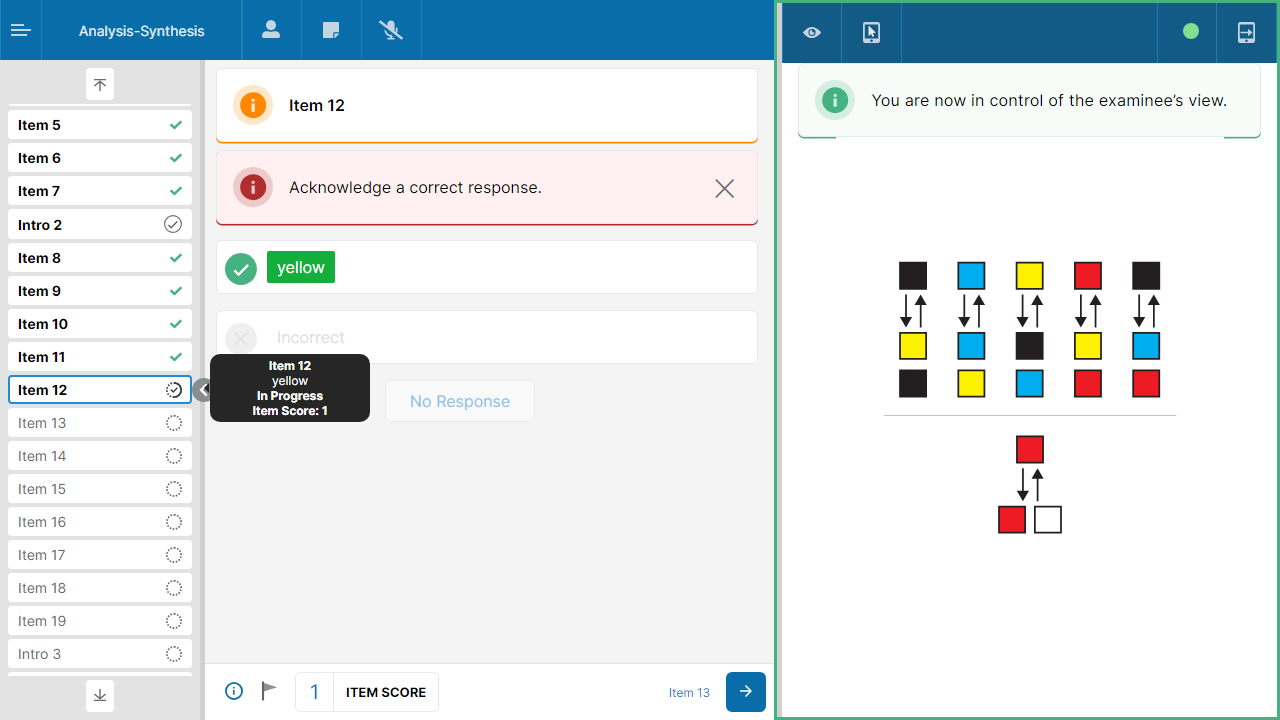 Analysis-Synthesis
Item 5
Item 6
Item 7
Intro 2
Item 8
Item 9
Item 10
Item 11
Item 12
Item 13
Item 14
Item 15
Item 16
Item 17
Item 18
Item 19
Intro 3
Item 12
Acknowledge a correct response.
yellow
Incorrect
Item 12
yellow
In Progress
Item Score: 1
No Response
1 ITEM SCORE
Item 13
You are now in control of the examinee’s view.